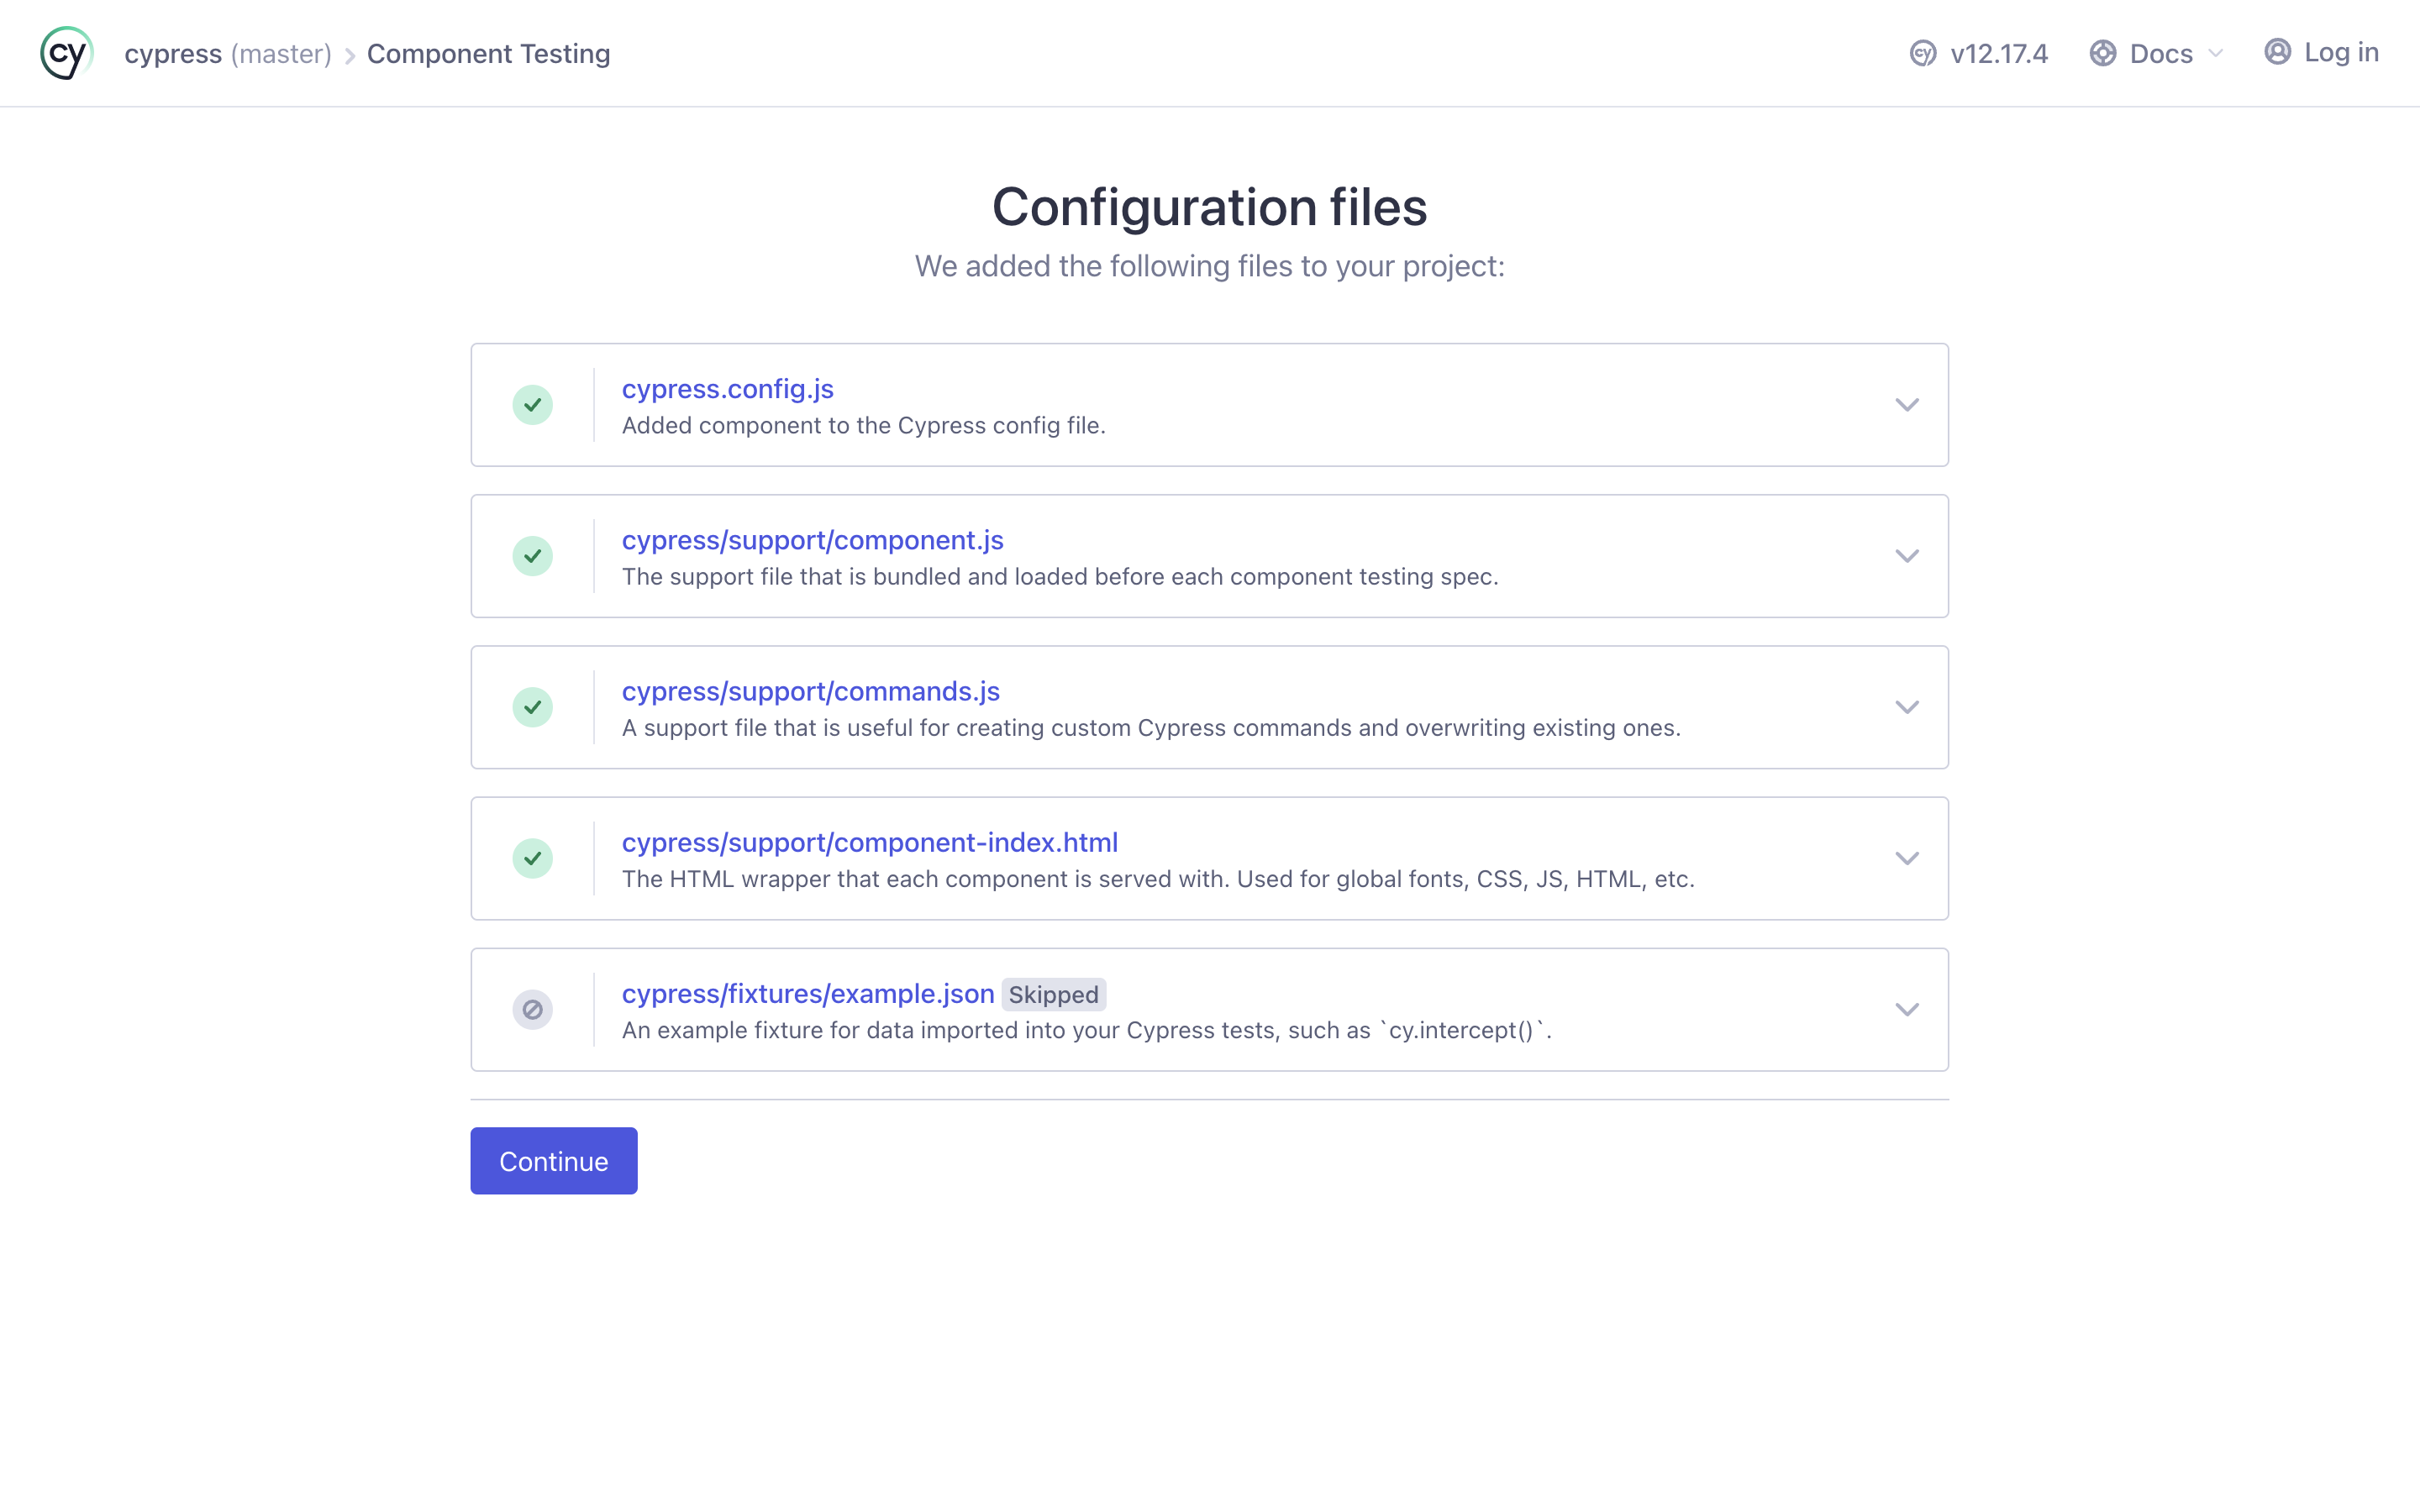 cy cypress (master) > Component Testing cy v12.17.4 Docs Log in
Configuration files
We added the following files to your project:
cypress.config.js
Added component to the Cypress config file.
cypress/support/component.js
The support file that is bundled and loaded before each component testing spec.
cypress/support/commands.js
A support file that is useful for creating custom Cypress commands and overwriting existing ones.
cypress/support/component-index.html
The HTML wrapper that each component is served with. Used for global fonts, CSS, JS, HTML, etc.
cypress/fixtures/example.json Skipped
An example fixture for data imported into your Cypress tests, such as `cy.intercept()`.
Continue